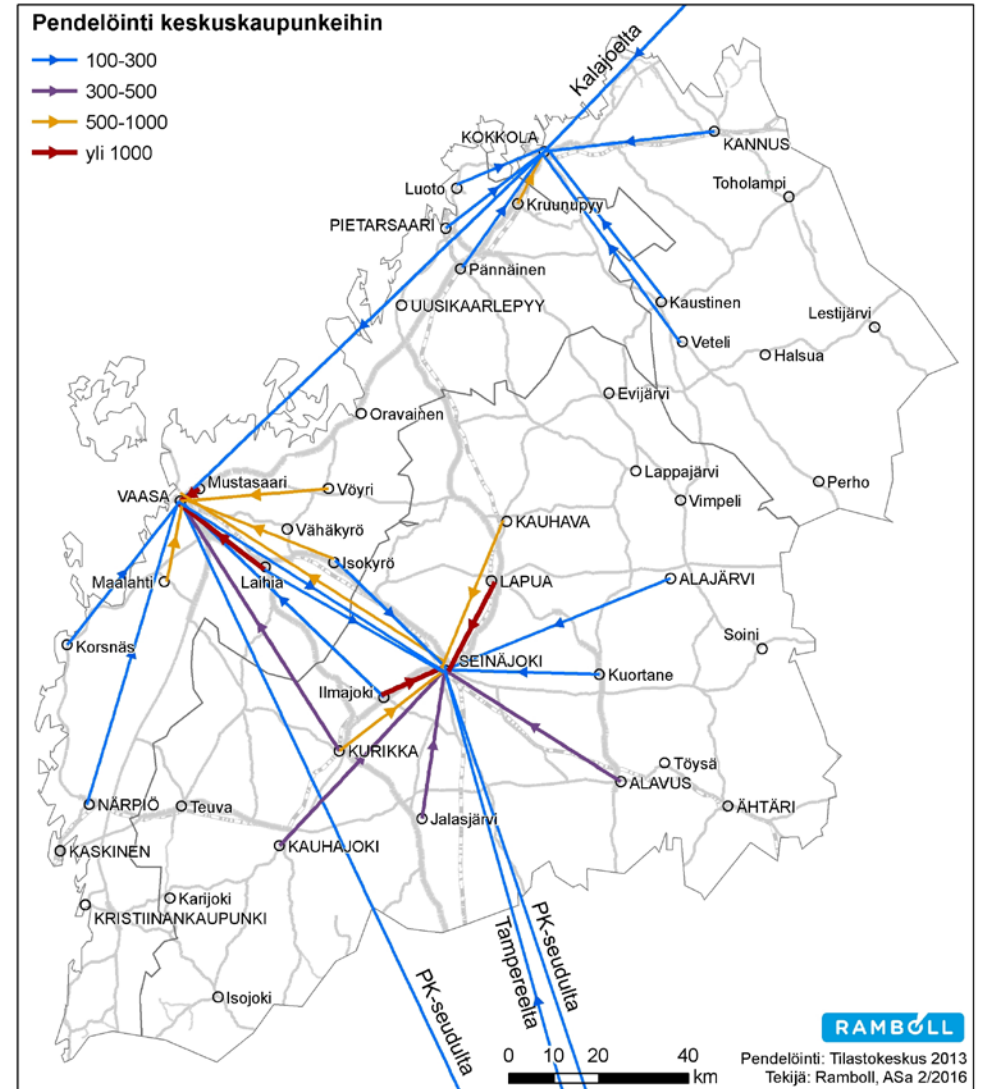 Pendelöinti keskuskaupunkeihin
100-300
300-500
500-1000
yli 1000
Kalajoelta
KOKKOLA
KANNUS
Toholampi
Luoto
Kruunupyy
PIETARSAARI
Pännäinen
UUSIKAARLEPYY
Kaustinen
Lestijärvi
Veteli
Halsua
Evijärvi
Oravainen
Lappajärvi
Mustasaari
Perho
VAASA
Vöyri
Vimpeli
Vähäkyrö
KAUHAVA
Isokyrö
Maalahti
Laihia
LAPUA
ALAJÄRVI
Soini
Korsnäs
SEINÄJOKI
Kuortane
Ilmajoki
KURIKKA
Töysä
ALAVUS
NÄRPIÖ
Teuva
ÄHTÄRI
Jalasjärvi
KASKINEN
KAUHAJOKI
Karijoki
KRISTIINANKAUPUNKI
PK-seudulta
Tampereelta
PK-seudulta
Isojoki
RAMBOLL
0 10 20 40
km
Pendelöinti: Tilastokeskus 2013
Tekijä: Ramboll, ASa 2/2016